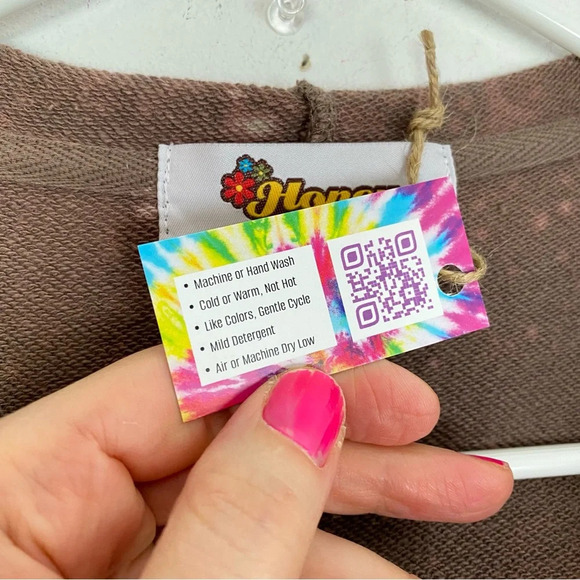 • Machine or Hand Wash
• Cold or Warm, Not Hot
• Like Colors, Gentle Cycle
• Mild Detergent
• Air or Machine Dry Low